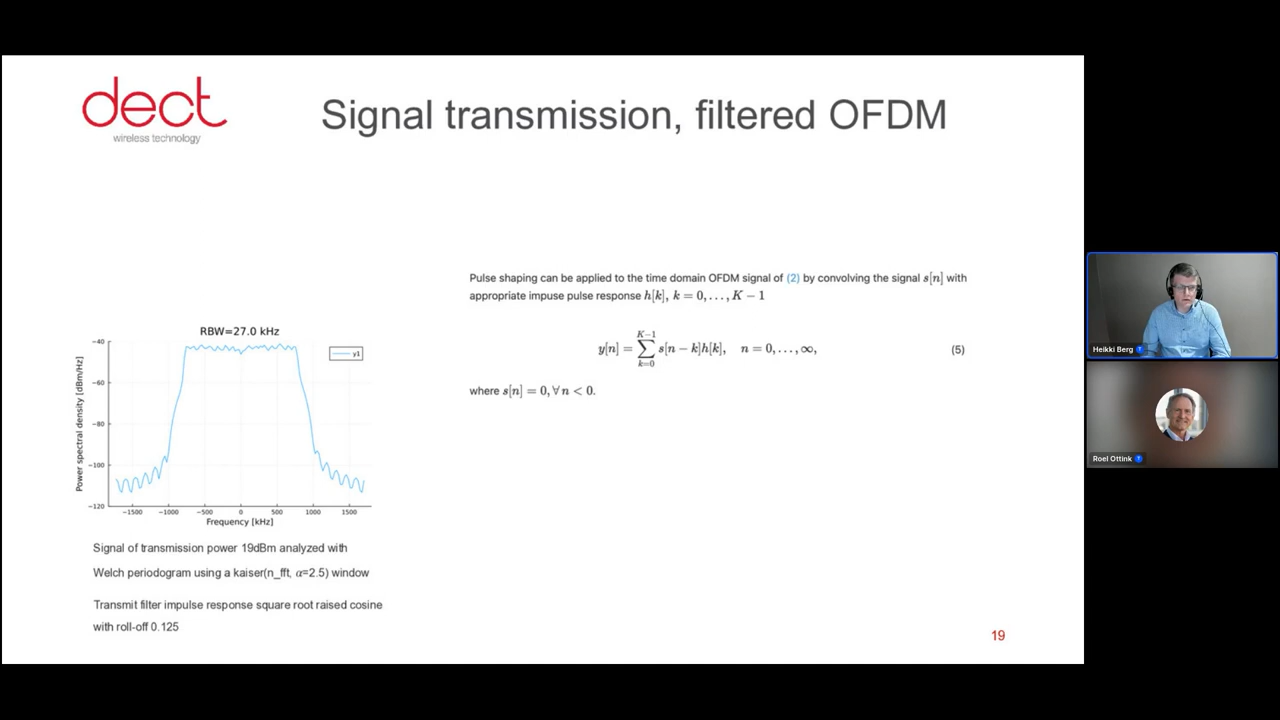 dect
wireless technology
Signal transmission, filtered OFDM
Pulse shaping can be applied to the time domain OFDM signal of (2) by convolving the signal s[n] with
appropriate impuse pulse response h[k], k = 0, . . . , K − 1
y[n] = ∑_{k=0}^{K−1} s[n − k]h[k],   n = 0, . . . , ∞,   (5)
where s[n] = 0, ∀ n < 0.
RBW=27.0 kHz
y1
Power spectral density [dBm/Hz]
−40
−60
−80
−100
−120
−1500 −1000 −500 0 500 1000 1500
Frequency [kHz]
Signal of transmission power 19dBm analyzed with
Welch periodogram using a kaiser(n_fft, α=2.5) window
Transmit filter impulse response square root raised cosine
with roll-off 0.125
19
Heikki Berg
Roel Ottink